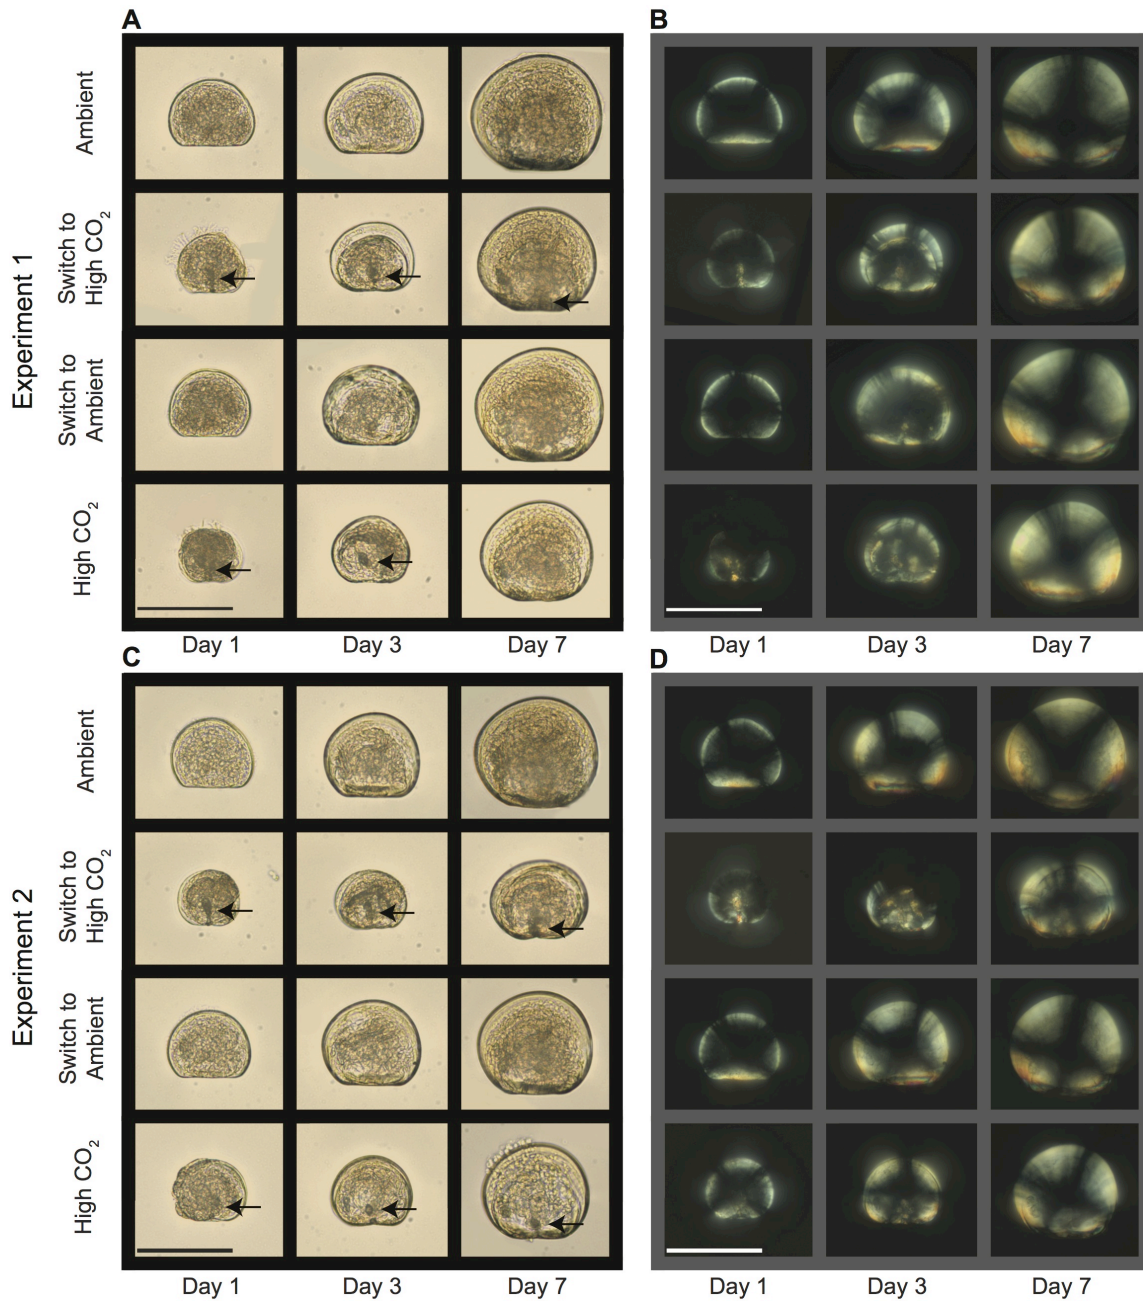 A
B
Experiment 1
Ambient
Switch to
High CO₂
Switch to
Ambient
High CO₂
Day 1
Day 3
Day 7
Day 1
Day 3
Day 7
C
D
Experiment 2
Ambient
Switch to
High CO₂
Switch to
Ambient
High CO₂
Day 1
Day 3
Day 7
Day 1
Day 3
Day 7